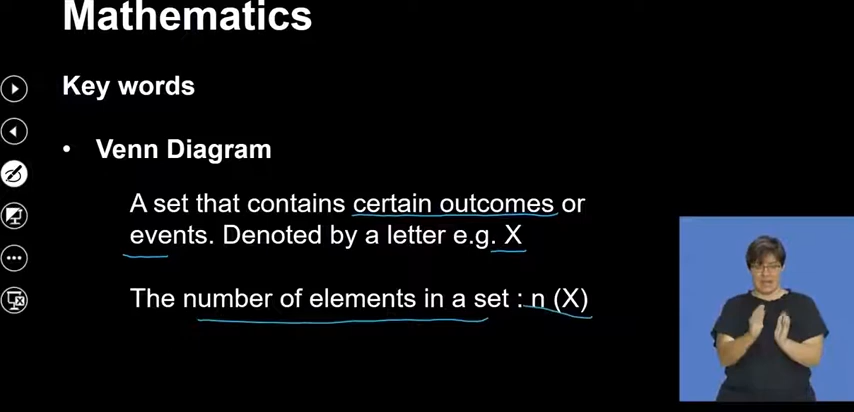 Mathematics
Key words
• Venn Diagram
A set that contains certain outcomes or
events. Denoted by a letter e.g. X
The number of elements in a set : n (X)